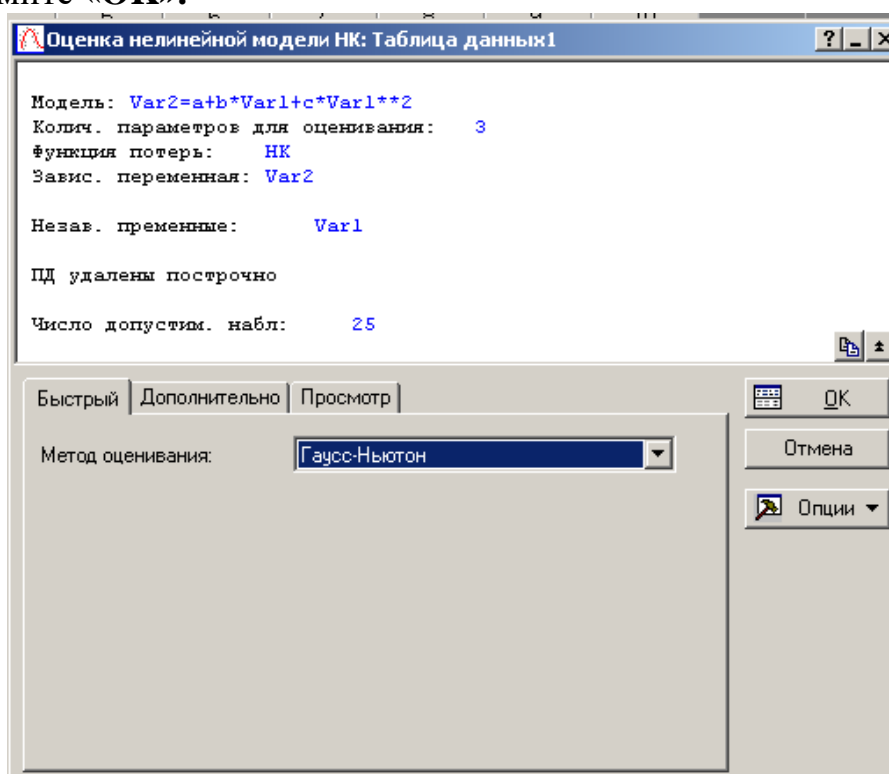 «OK».
Оценка нелинейной модели НК: Таблица данных1
Модель: Var2=a+b*Var1+c*Var1**2
Колич. параметров для оценивания: 3
Функция потерь: НК
Завис. переменная: Var2
Незав. пременные: Var1
ПД удалены построчно
Число допустим. набл: 25
Быстрый Дополнительно Просмотр
OK
Метод оценивания: Гаусс-Ньютон
Отмена
Опции